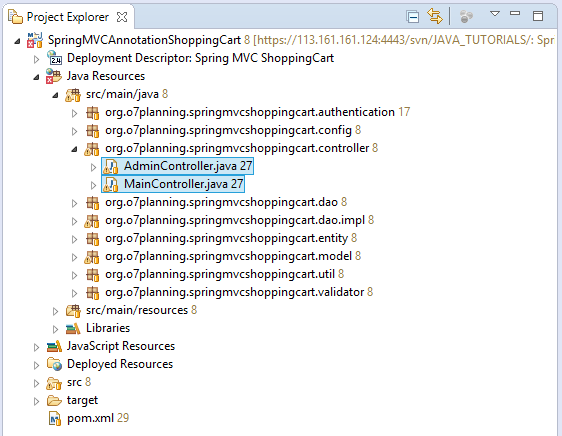 Project Explorer
SpringMVCAnnotationShoppingCart 8 [https://113.161.161.124:4443/svn/JAVA_TUTORIALS/: Spr
Deployment Descriptor: Spring MVC ShoppingCart
Java Resources
src/main/java 8
org.o7planning.springmvcshoppingcart.authentication 17
org.o7planning.springmvcshoppingcart.config 8
org.o7planning.springmvcshoppingcart.controller 8
AdminController.java 27
MainController.java 27
org.o7planning.springmvcshoppingcart.dao 8
org.o7planning.springmvcshoppingcart.dao.impl 8
org.o7planning.springmvcshoppingcart.entity 8
org.o7planning.springmvcshoppingcart.model 8
org.o7planning.springmvcshoppingcart.util 8
org.o7planning.springmvcshoppingcart.validator 8
src/main/resources 8
Libraries
JavaScript Resources
Deployed Resources
src 8
target
pom.xml 29